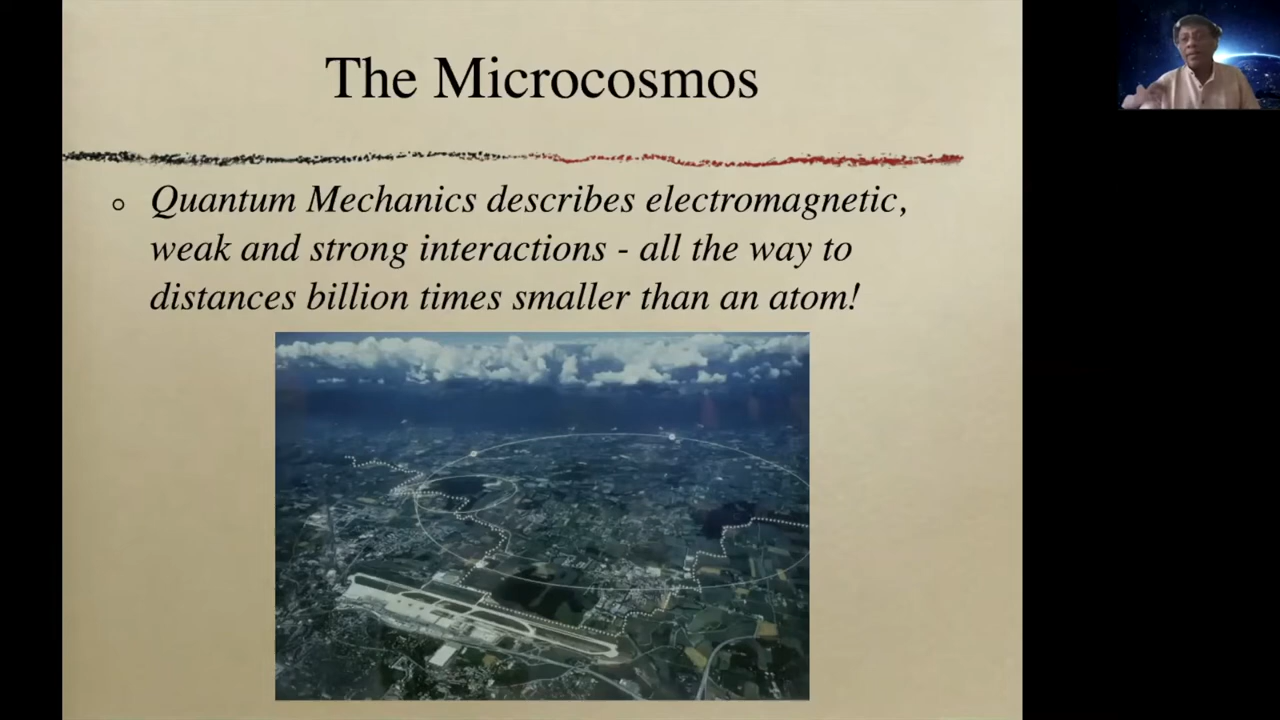 The Microcosmos
Quantum Mechanics describes electromagnetic,
weak and strong interactions - all the way to
distances billion times smaller than an atom!